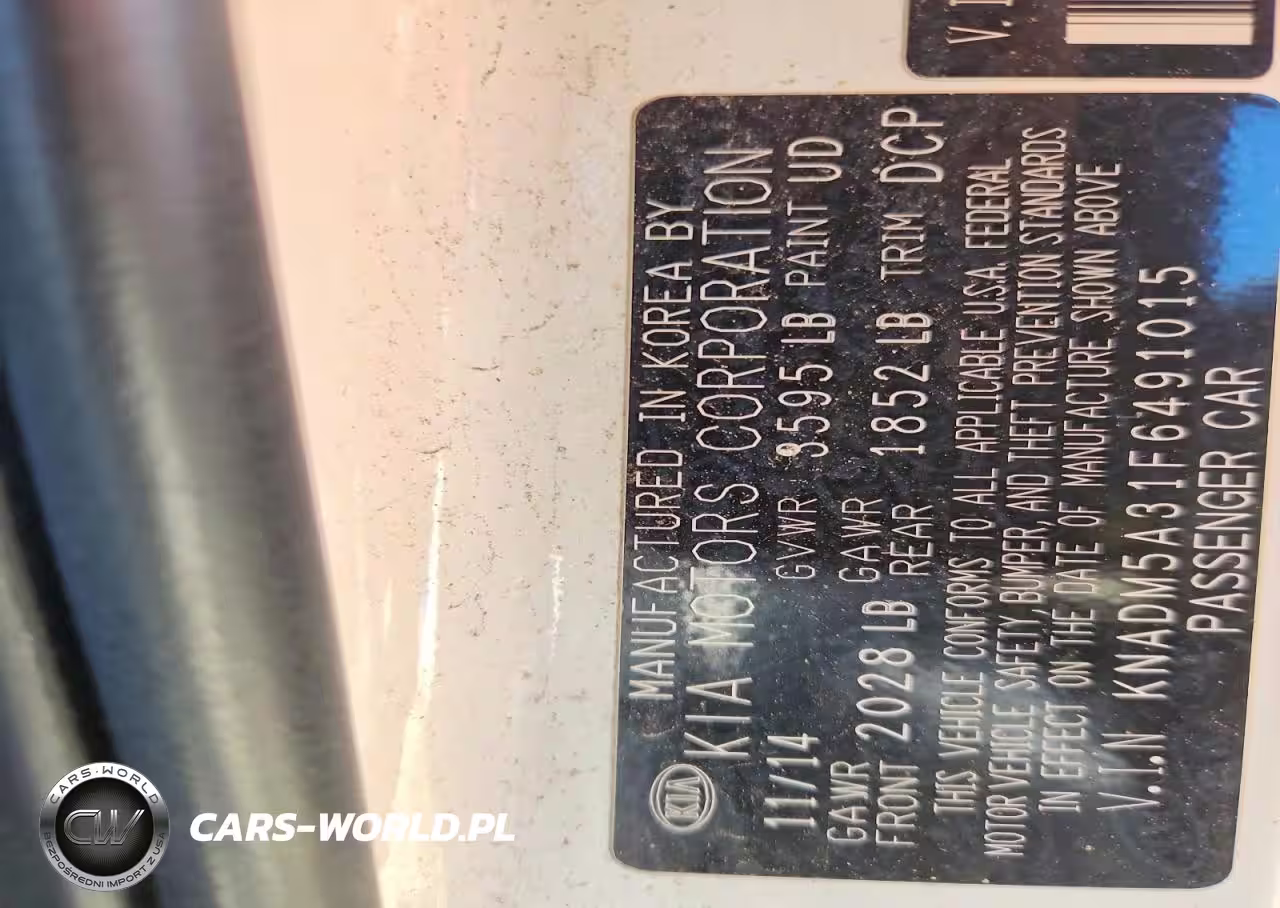 V. I
KIA
MANUFACTURED IN KOREA BY
KIA MOTORS CORPORATION
11/14 GVWR 3595 LB PAINT UD
GAWR FRONT 2028 LB GAWR REAR 1852 LB TRIM DCP
THIS VEHICLE CONFORMS TO ALL APPLICABLE U.S.A. FEDERAL
MOTOR VEHICLE SAFETY, BUMPER, AND THEFT PREVENTION STANDARDS
IN EFFECT ON THE DATE OF MANUFACTURE SHOWN ABOVE
V.I.N KNADM5A31F6491015
PASSENGER CAR
CARS-WORLD
CW
BEZPOŚREDNI IMPORT Z USA
CARS-WORLD.PL